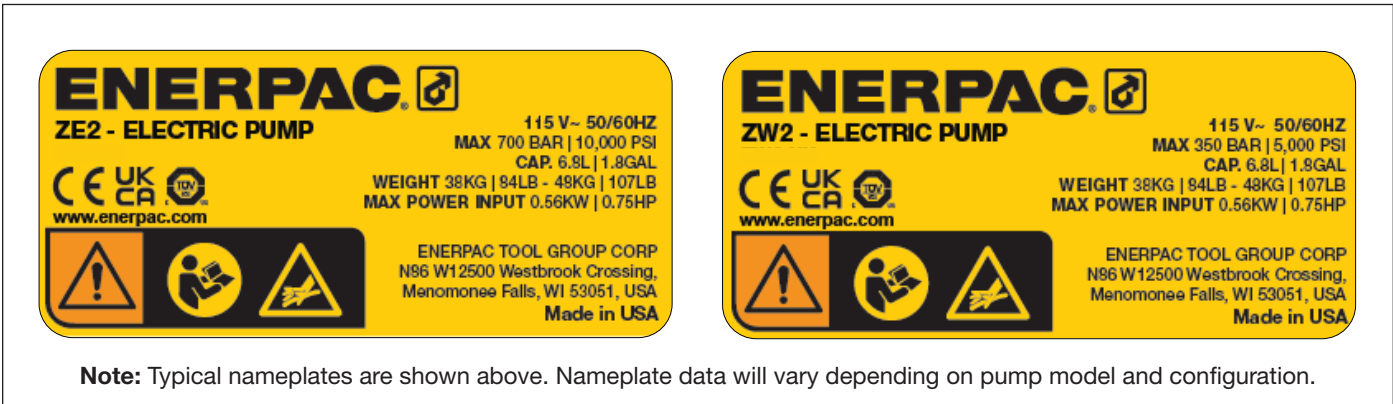 ENERPAC®
ZE2 - ELECTRIC PUMP
115 V~ 50/60HZ
MAX 700 BAR | 10,000 PSI
CAP. 6.8L | 1.8GAL
WEIGHT 38KG | 84LB - 48KG | 107LB
MAX POWER INPUT 0.56KW | 0.75HP
CE UK CA TÜV
www.enerpac.com
ENERPAC TOOL GROUP CORP
N86 W12500 Westbrook Crossing,
Menomonee Falls, WI 53051, USA
Made in USA
ENERPAC®
ZW2 - ELECTRIC PUMP
115 V~ 50/60HZ
MAX 350 BAR | 5,000 PSI
CAP. 6.8L | 1.8GAL
WEIGHT 38KG | 84LB - 48KG | 107LB
MAX POWER INPUT 0.56KW | 0.75HP
CE UK CA TÜV
www.enerpac.com
ENERPAC TOOL GROUP CORP
N86 W12500 Westbrook Crossing,
Menomonee Falls, WI 53051, USA
Made in USA
Note: Typical nameplates are shown above. Nameplate data will vary depending on pump model and configuration.